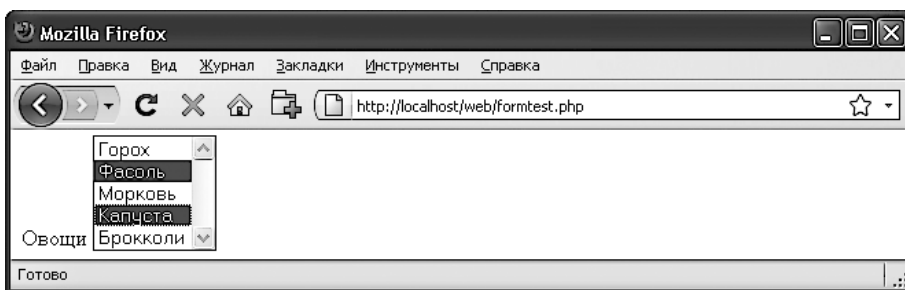 Mozilla Firefox
Файл Правка Вид Журнал Закладки Инструменты Справка
http://localhost/web/formtest.php
Горох
Фасоль
Морковь
Капуста
Овощи Брокколи
Готово